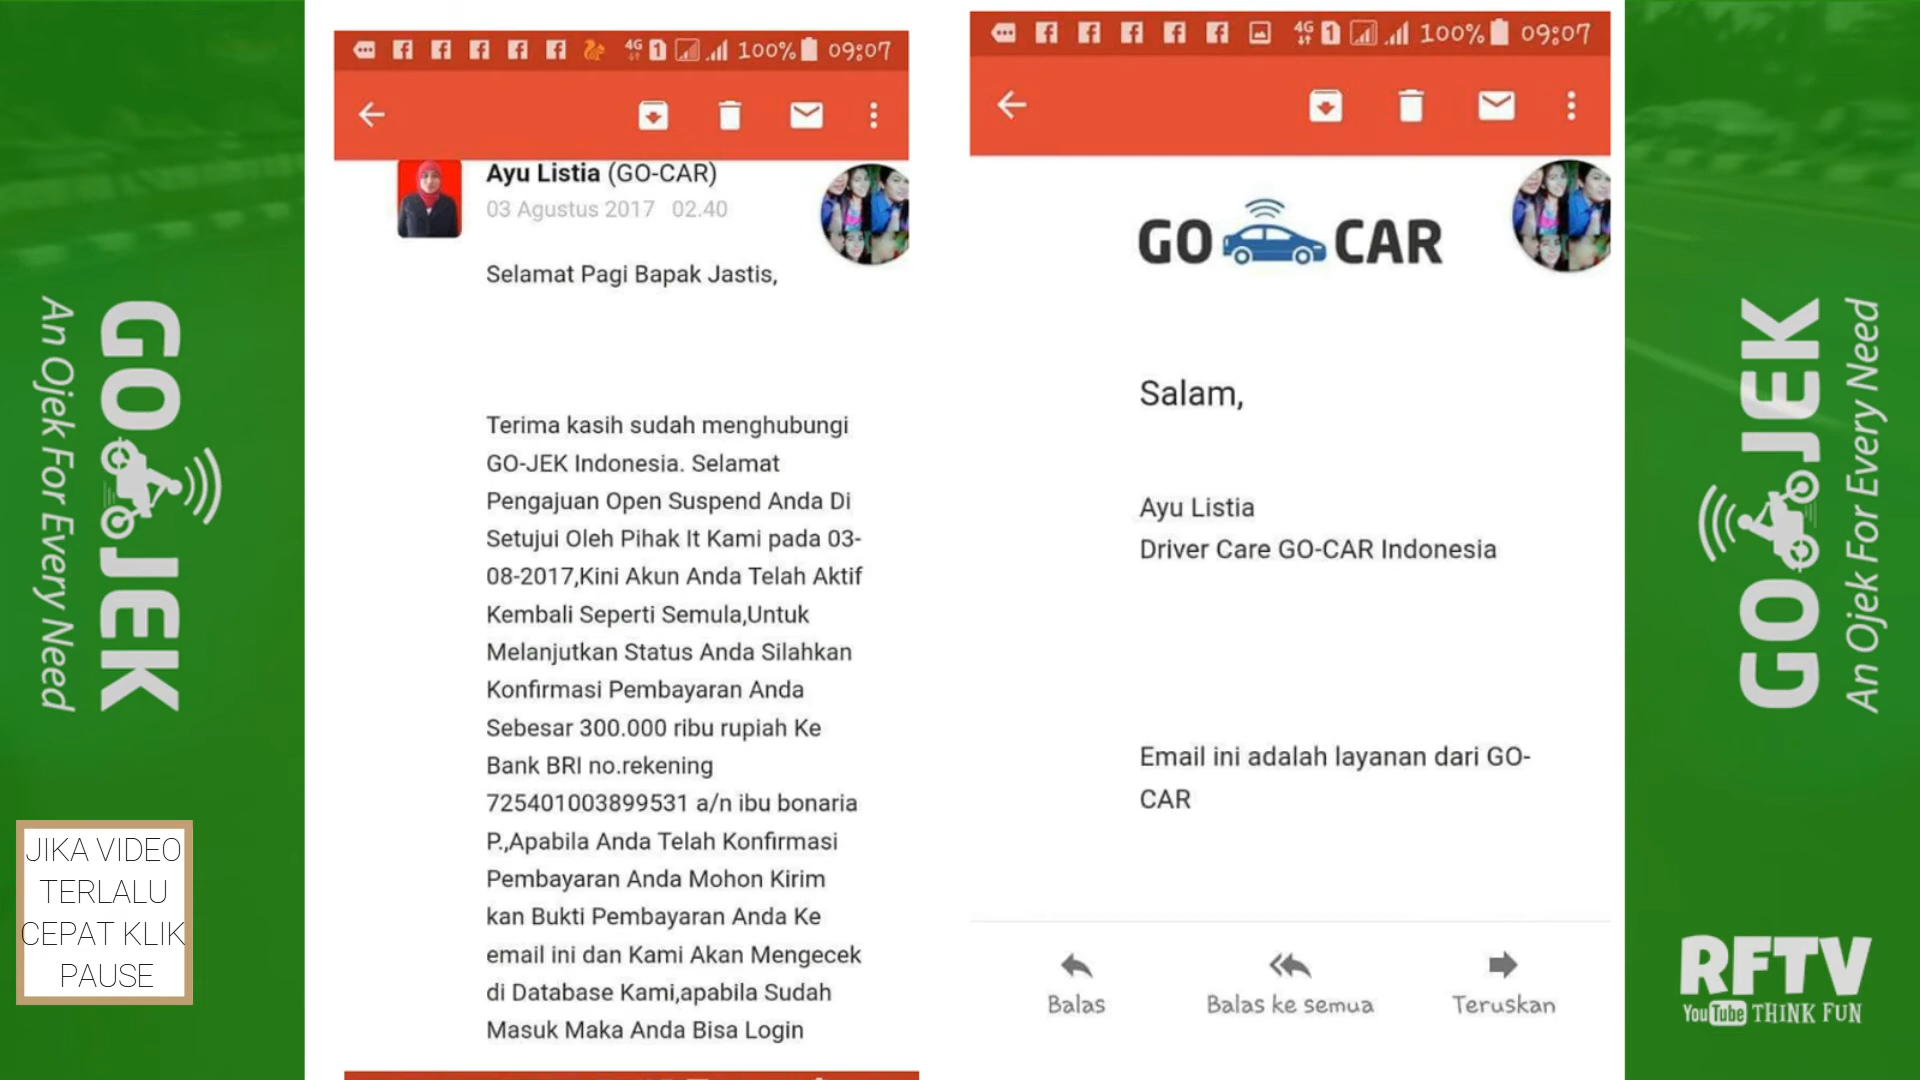 GO JEK
An Ojek For Every Need
JIKA VIDEO
TERLALU
CEPAT KLIK
PAUSE
4G 1 100% 09:07
Ayu Listia (GO-CAR)
03 Agustus 2017 02.40
Selamat Pagi Bapak Jastis,
Terima kasih sudah menghubungi
GO-JEK Indonesia. Selamat
Pengajuan Open Suspend Anda Di
Setujui Oleh Pihak It Kami pada 03-
08-2017,Kini Akun Anda Telah Aktif
Kembali Seperti Semula,Untuk
Melanjutkan Status Anda Silahkan
Konfirmasi Pembayaran Anda
Sebesar 300.000 ribu rupiah Ke
Bank BRI no.rekening
725401003899531 a/n ibu bonaria
P.,Apabila Anda Telah Konfirmasi
Pembayaran Anda Mohon Kirim
kan Bukti Pembayaran Anda Ke
email ini dan Kami Akan Mengecek
di Database Kami,apabila Sudah
Masuk Maka Anda Bisa Login
4G 1 100% 09:07
GO CAR
Salam,
Ayu Listia
Driver Care GO-CAR Indonesia
Email ini adalah layanan dari GO-
CAR
Balas Balas ke semua Teruskan
GO JEK
An Ojek For Every Need
RFTV
YouTube THINK FUN